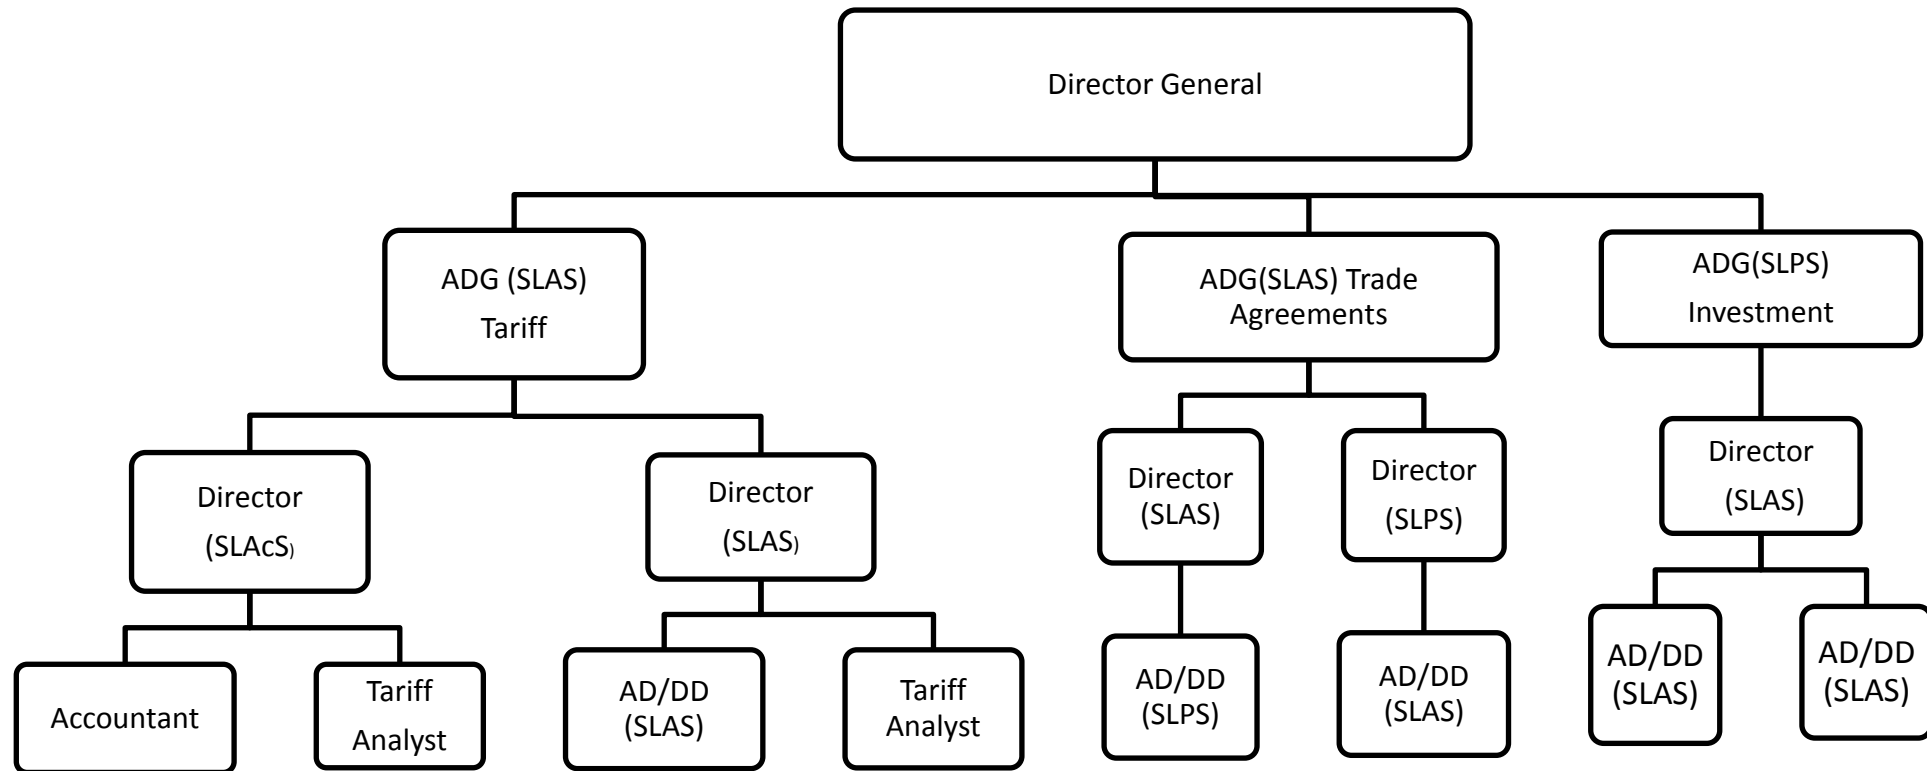 Director General
ADG (SLAS)
Tariff
ADG(SLAS) Trade
Agreements
ADG(SLPS)
Investment
Director
(SLAcS)
Director
(SLAS)
Director
(SLAS)
Director
(SLPS)
Director
(SLAS)
Accountant
Tariff
Analyst
AD/DD
(SLAS)
Tariff
Analyst
AD/DD
(SLPS)
AD/DD
(SLAS)
AD/DD
(SLAS)
AD/DD
(SLAS)